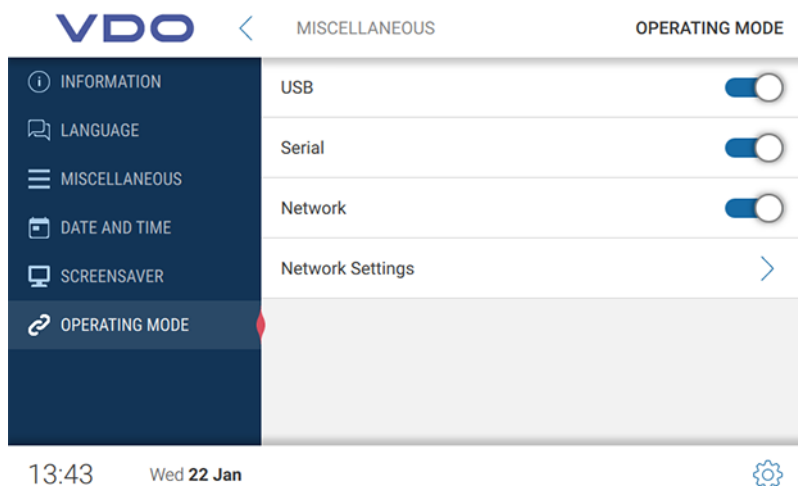 VDO
MISCELLANEOUS
OPERATING MODE
INFORMATION
LANGUAGE
MISCELLANEOUS
DATE AND TIME
SCREENSAVER
OPERATING MODE
USB
Serial
Network
Network Settings
13:43
Wed 22 Jan